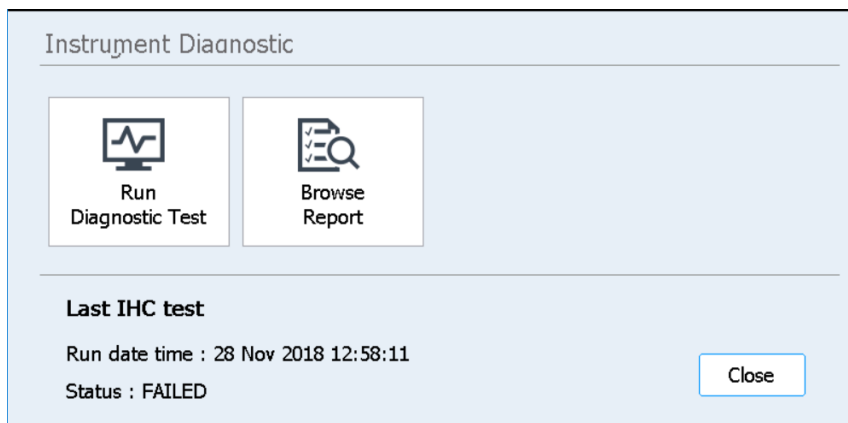 Instrument Diagnostic
Run
Diagnostic Test
Browse
Report
Last IHC test
Run date time : 28 Nov 2018 12:58:11
Status : FAILED
Close